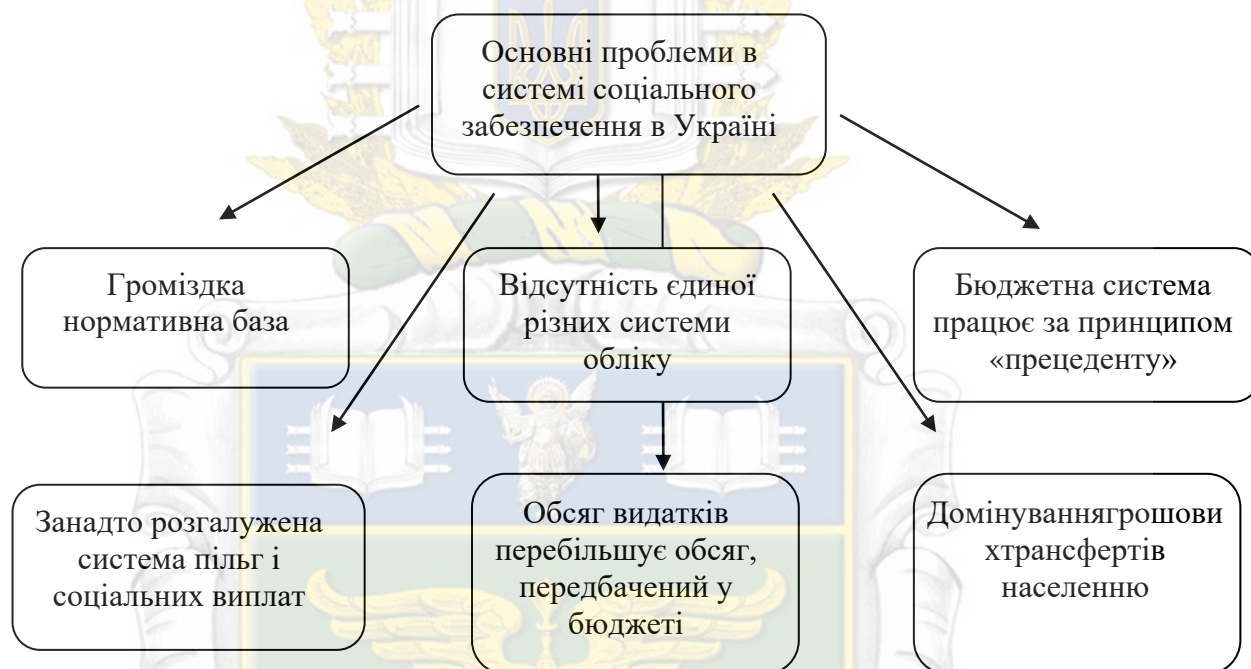 Основні проблеми в
системі соціального
забезпечення в Україні
Громіздка
нормативна база
Відсутність єдиної
різних системи
обліку
Бюджетна система
працює за принципом
«прецеденту»
Занадто розгалужена
система пільг і
соціальних виплат
Обсяг видатків
перебільшує обсяг,
передбачений у
бюджеті
Домінуваннягрошови
хтрансфертів
населенню